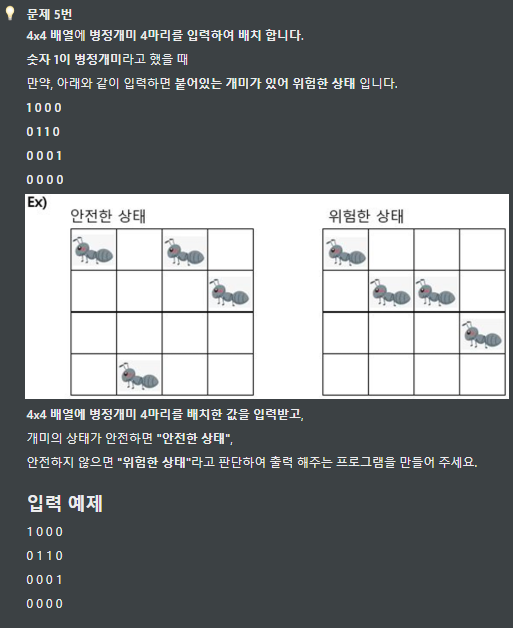 문제 5번
4x4 배열에 병정개미 4마리를 입력하여 배치 합니다.
숫자 1이 병정개미라고 했을 때
만약, 아래와 같이 입력하면 붙어있는 개미가 있어 위험한 상태 입니다.
1 0 0 0
0 1 1 0
0 0 0 1
0 0 0 0
Ex)
안전한 상태 위험한 상태
4x4 배열에 병정개미 4마리를 배치한 값을 입력받고,
개미의 상태가 안전하면 "안전한 상태",
안전하지 않으면 "위험한 상태"라고 판단하여 출력 해주는 프로그램을 만들어 주세요.
입력 예제
1 0 0 0
0 1 1 0
0 0 0 1
0 0 0 0